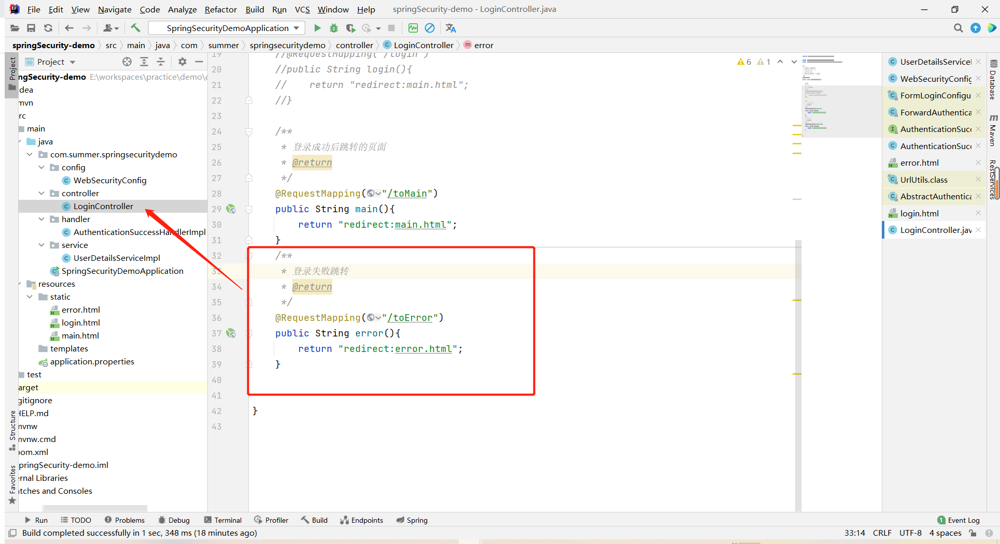 File Edit View Navigate Code Analyze Refactor Build Run VCS Window Help springSecurity-demo - LoginController.java
SpringSecurityDemoApplication
springSecurity-demo src main java com summer springsecuritydemo controller LoginController error
Project
Project
ngSecurity-demo E:\workspaces\practice\demo\
dea
mvn
rc
main
java
com.summer.springsecuritydemo
config
WebSecurityConfig
controller
LoginController
handler
AuthenticationSuccessHandlerImpl
service
UserDetailsServiceImpl
SpringSecurityDemoApplication
resources
static
error.html
login.html
main.html
templates
application.properties
test
arget
gitignore
HELP.md
mvnw
mvnw.cmd
pom.xml
pringSecurity-demo.iml
ernal Libraries
atches and Consoles
Structure
Favorites
19 //@RequestMapping("/login")
20 //public String login(){
21 // return "redirect:main.html";
22 //}
23
24 /**
25 * 登录成功后跳转的页面
26 * @return
27 */
28 @RequestMapping("/toMain")
29 public String main(){
30 return "redirect:main.html";
31 }
32 /**
33 * 登录失败跳转
34 * @return
35 */
36 @RequestMapping("/toError")
37 public String error(){
38 return "redirect:error.html";
39 }
40
41
42 }
43
6 1
UserDetailsServiceI
WebSecurityConfig
FormLoginConfigu
ForwardAuthentica
AuthenticationSucc
AuthenticationSucc
error.html
UrlUtils.class
AbstractAuthentica
login.html
LoginController.jav
Database
Maven
RestServices
Run TODO Problems Debug Terminal Profiler Build Endpoints Spring 1 Event Log
Build completed successfully in 1 sec, 348 ms (18 minutes ago) 33:14 CRLF UTF-8 4 spaces